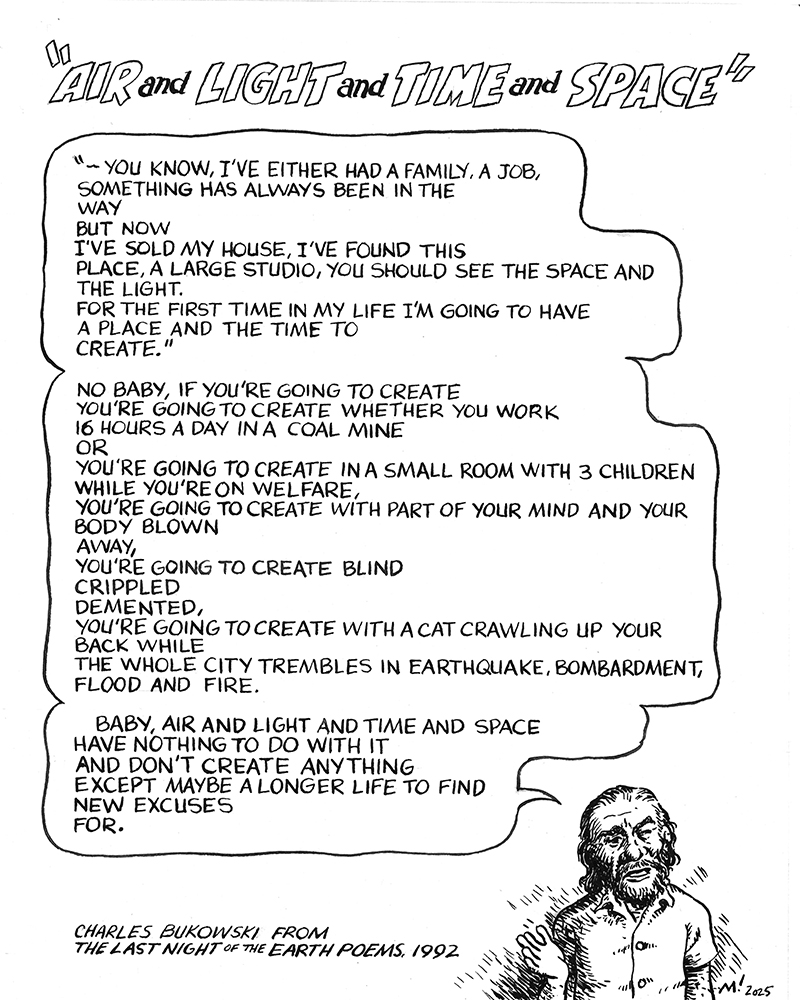 "AIR and LIGHT and TIME and SPACE"
"~ YOU KNOW, I'VE EITHER HAD A FAMILY, A JOB,
SOMETHING HAS ALWAYS BEEN IN THE
WAY
BUT NOW
I'VE SOLD MY HOUSE, I'VE FOUND THIS
PLACE, A LARGE STUDIO, YOU SHOULD SEE THE SPACE AND
THE LIGHT.
FOR THE FIRST TIME IN MY LIFE I'M GOING TO HAVE
A PLACE AND THE TIME TO
CREATE."
NO BABY, IF YOU'RE GOING TO CREATE
YOU'RE GOING TO CREATE WHETHER YOU WORK
16 HOURS A DAY IN A COAL MINE
OR
YOU'RE GOING TO CREATE IN A SMALL ROOM WITH 3 CHILDREN
WHILE YOU'RE ON WELFARE,
YOU'RE GOING TO CREATE WITH PART OF YOUR MIND AND YOUR
BODY BLOWN
AWAY,
YOU'RE GOING TO CREATE BLIND
CRIPPLED
DEMENTED,
YOU'RE GOING TO CREATE WITH A CAT CRAWLING UP YOUR
BACK WHILE
THE WHOLE CITY TREMBLES IN EARTHQUAKE, BOMBARDMENT,
FLOOD AND FIRE.
BABY, AIR AND LIGHT AND TIME AND SPACE
HAVE NOTHING TO DO WITH IT
AND DON'T CREATE ANYTHING
EXCEPT MAYBE A LONGER LIFE TO FIND
NEW EXCUSES
FOR.
CHARLES BUKOWSKI FROM
THE LAST NIGHT OF THE EARTH POEMS, 1992
M! 2025